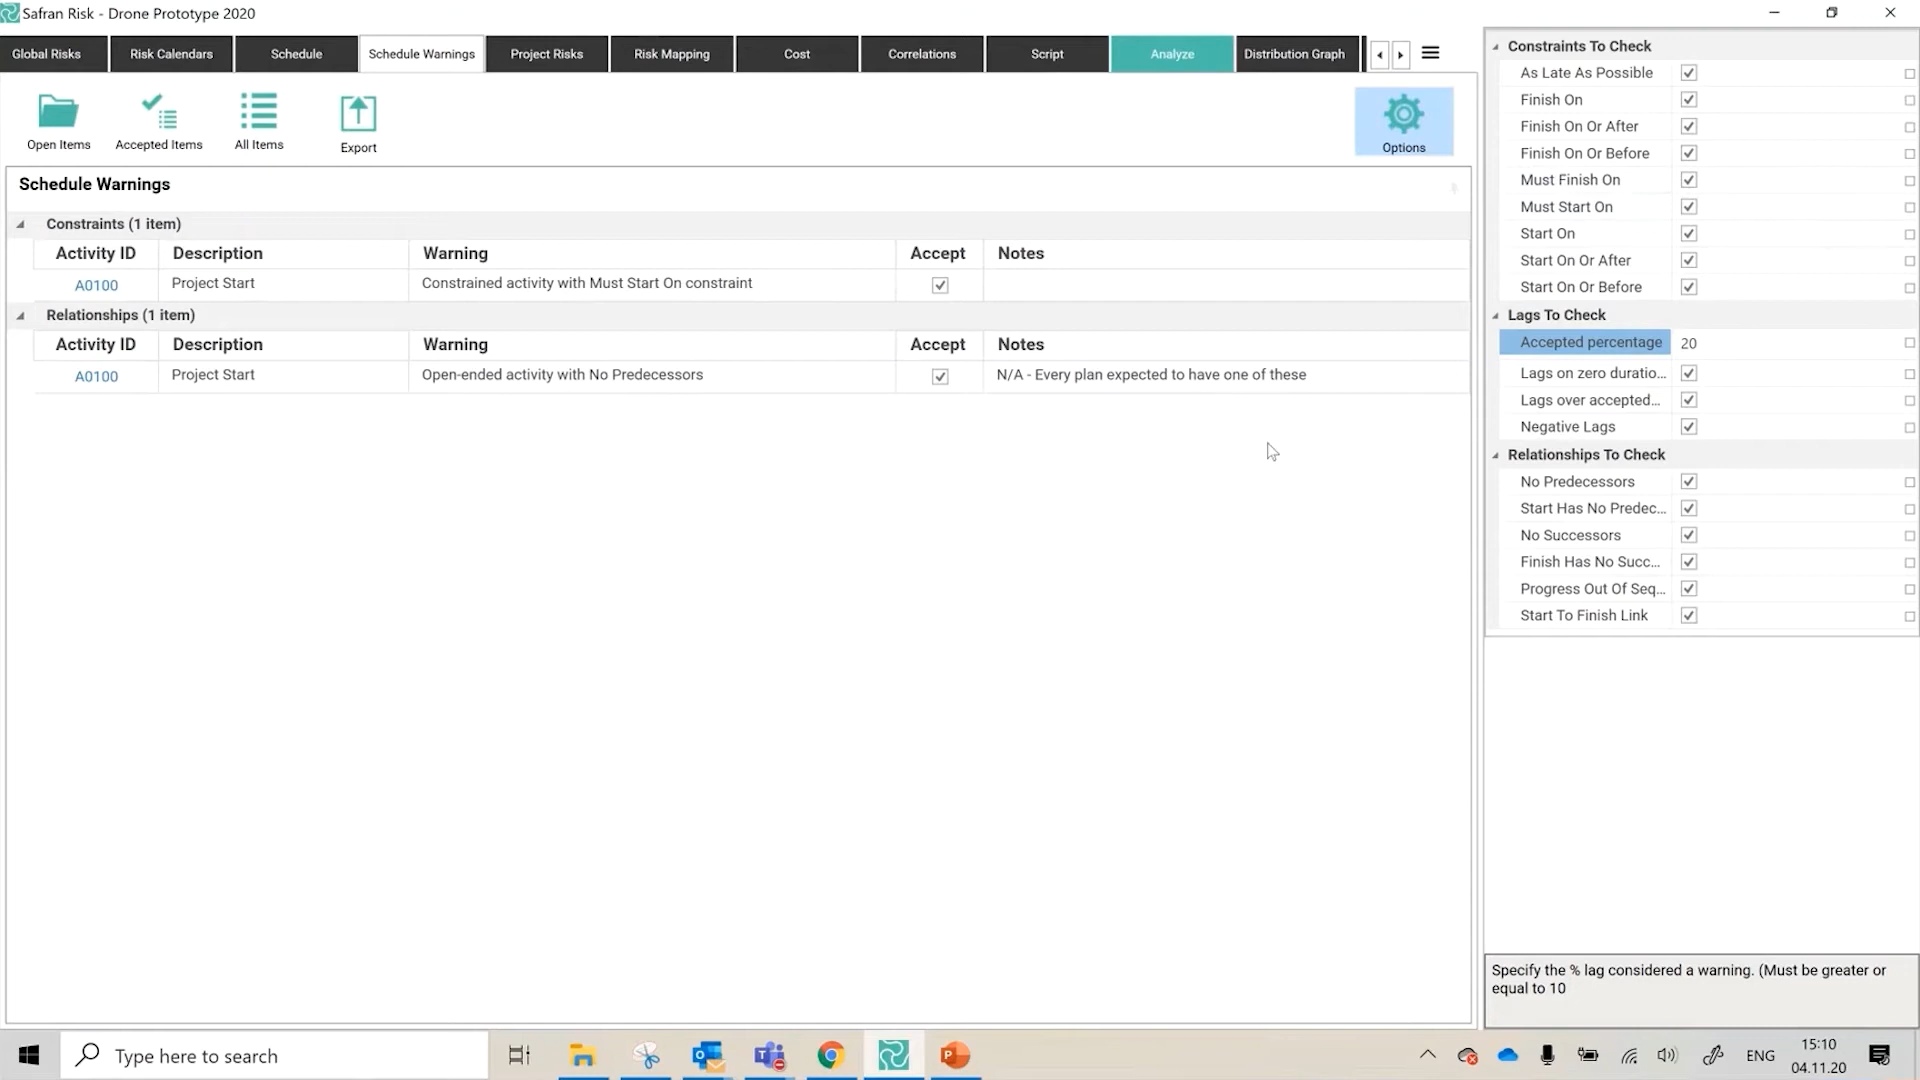 Safran Risk - Drone Prototype 2020
Global Risks
Risk Calendars
Schedule
Schedule Warnings
Project Risks
Risk Mapping
Cost
Correlations
Script
Analyze
Distribution Graph
Open Items
Accepted Items
All Items
Export
Options
Schedule Warnings
Constraints (1 item)
Activity ID Description Warning Accept Notes
A0100 Project Start Constrained activity with Must Start On constraint
Relationships (1 item)
Activity ID Description Warning Accept Notes
A0100 Project Start Open-ended activity with No Predecessors N/A - Every plan expected to have one of these
Constraints To Check
As Late As Possible
Finish On
Finish On Or After
Finish On Or Before
Must Finish On
Must Start On
Start On
Start On Or After
Start On Or Before
Lags To Check
Accepted percentage 20
Lags on zero duratio...
Lags over accepted...
Negative Lags
Relationships To Check
No Predecessors
Start Has No Predec...
No Successors
Finish Has No Succ...
Progress Out Of Seq...
Start To Finish Link
Specify the % lag considered a warning. (Must be greater or
equal to 10
Type here to search
ENG
15:10
04.11.20